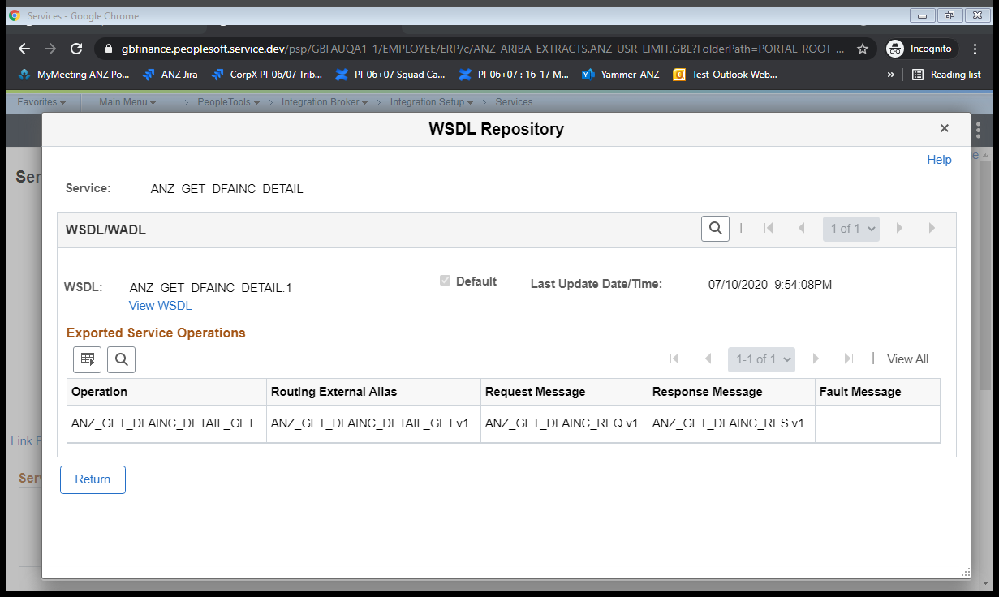 Services - Google Chrome
gbfinance.peoplesoft.service.dev/psp/GBFAUQA1_1/EMPLOYEE/ERP/c/ANZ_ARIBA_EXTRACTS.ANZ_USR_LIMIT.GBL?FolderPath=PORTAL_ROOT_... Incognito
MyMeeting ANZ Po... ANZ Jira CorpX PI-06/07 Trib... PI-06+07 Squad Ca... PI-06+07 : 16-17 M... Yammer_ANZ Test_Outlook Web... » Reading list
Favorites Main Menu > PeopleTools > Integration Broker > Integration Setup > Services
WSDL Repository ×
Help
Ser
Service: ANZ_GET_DFAINC_DETAIL
WSDL/WADL | 1 of 1
WSDL: ANZ_GET_DFAINC_DETAIL.1 Default Last Update Date/Time: 07/10/2020 9:54:08PM
View WSDL
Exported Service Operations
1-1 of 1 | View All
Operation Routing External Alias Request Message Response Message Fault Message
ANZ_GET_DFAINC_DETAIL_GET ANZ_GET_DFAINC_DETAIL_GET.v1 ANZ_GET_DFAINC_REQ.v1 ANZ_GET_DFAINC_RES.v1
Link E
Serv
Return